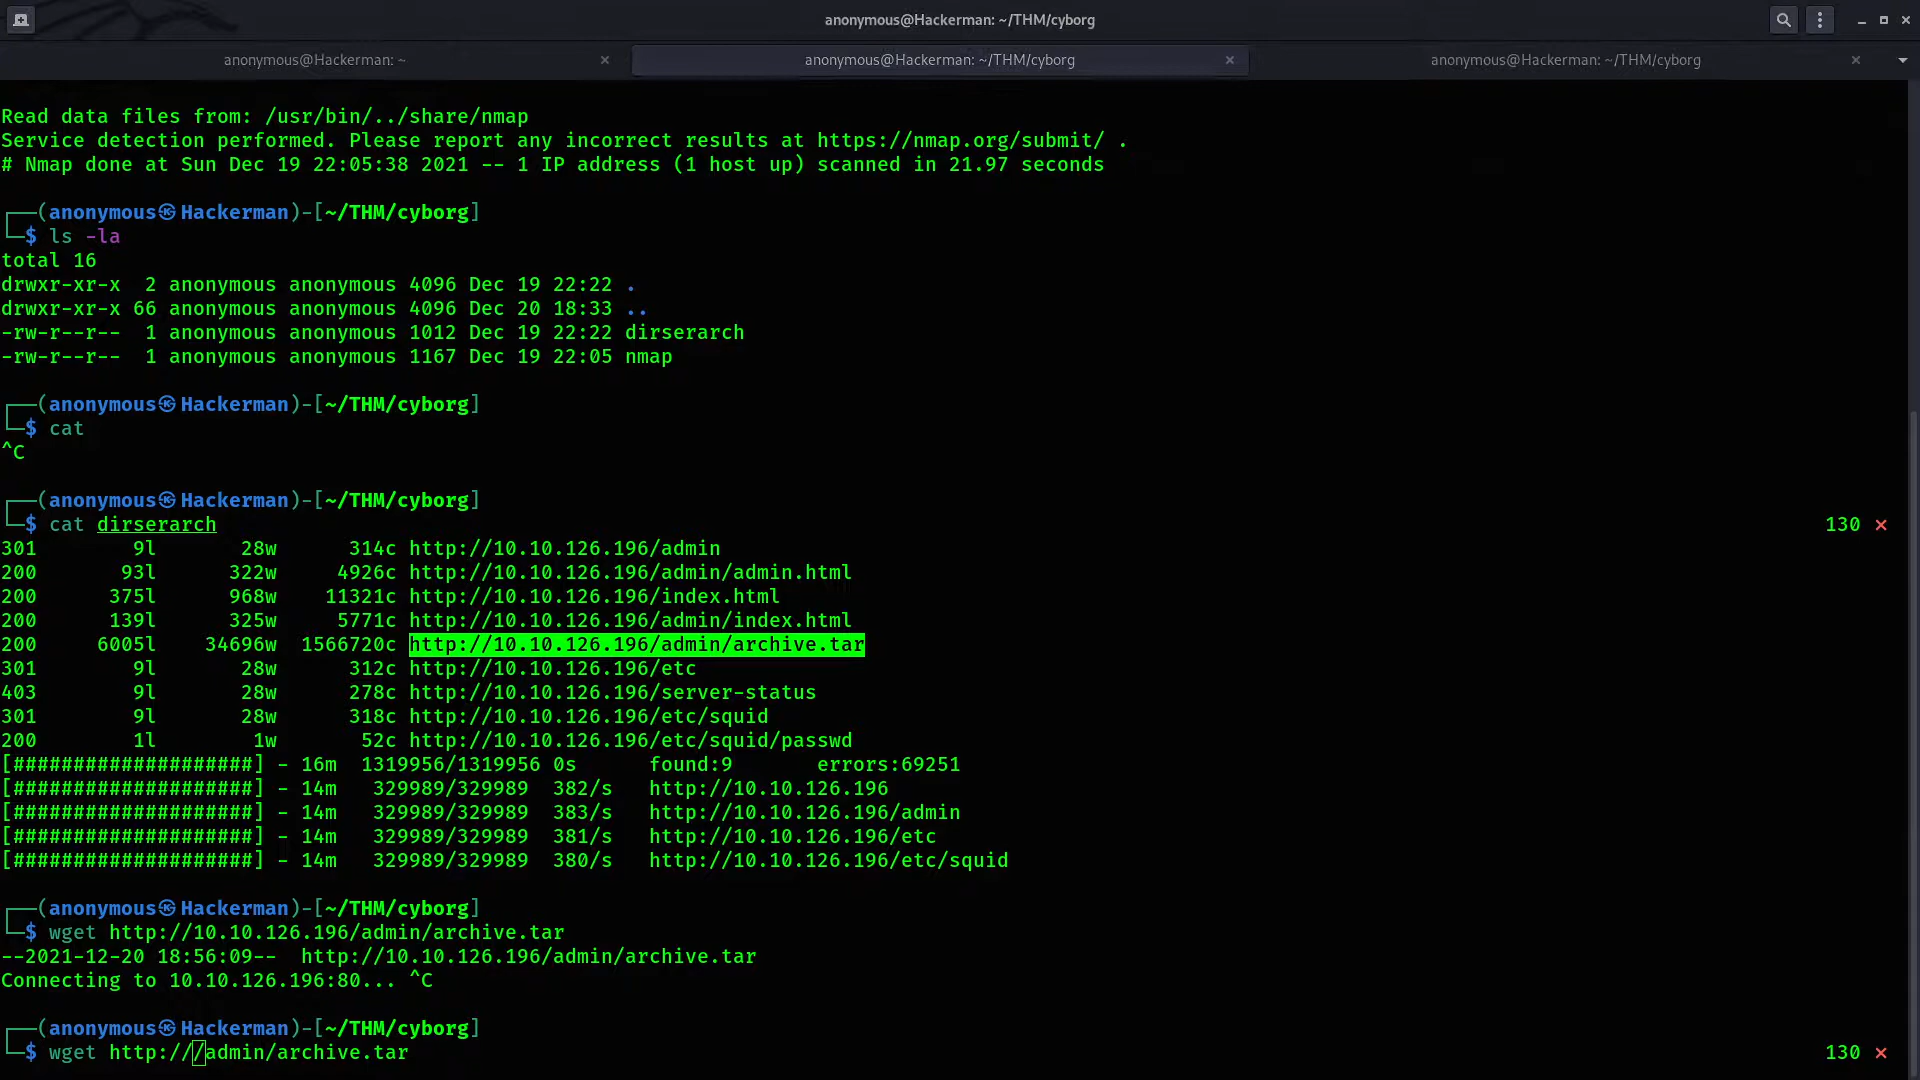 anonymous@Hackerman: ~/THM/cyborg
anonymous@Hackerman: ~
anonymous@Hackerman: ~/THM/cyborg
anonymous@Hackerman: ~/THM/cyborg
Read data files from: /usr/bin/../share/nmap
Service detection performed. Please report any incorrect results at https://nmap.org/submit/ .
# Nmap done at Sun Dec 19 22:05:38 2021 -- 1 IP address (1 host up) scanned in 21.97 seconds
┌──(anonymous㉿Hackerman)-[~/THM/cyborg]
└─$ ls -la
total 16
drwxr-xr-x  2 anonymous anonymous 4096 Dec 19 22:22 .
drwxr-xr-x 66 anonymous anonymous 4096 Dec 20 18:33 ..
-rw-r--r--  1 anonymous anonymous 1012 Dec 19 22:22 dirserarch
-rw-r--r--  1 anonymous anonymous 1167 Dec 19 22:05 nmap
┌──(anonymous㉿Hackerman)-[~/THM/cyborg]
└─$ cat
^C
┌──(anonymous㉿Hackerman)-[~/THM/cyborg]
└─$ cat dirserarch 130 ⨯
301        9l       28w      314c http://10.10.126.196/admin
200       93l      322w     4926c http://10.10.126.196/admin/admin.html
200      375l      968w    11321c http://10.10.126.196/index.html
200      139l      325w     5771c http://10.10.126.196/admin/index.html
200     6005l    34696w  1566720c http://10.10.126.196/admin/archive.tar
301        9l       28w      312c http://10.10.126.196/etc
403        9l       28w      278c http://10.10.126.196/server-status
301        9l       28w      318c http://10.10.126.196/etc/squid
200        1l        1w       52c http://10.10.126.196/etc/squid/passwd
[####################] - 16m  1319956/1319956 0s      found:9       errors:69251
[####################] - 14m   329989/329989  382/s   http://10.10.126.196
[####################] - 14m   329989/329989  383/s   http://10.10.126.196/admin
[####################] - 14m   329989/329989  381/s   http://10.10.126.196/etc
[####################] - 14m   329989/329989  380/s   http://10.10.126.196/etc/squid
┌──(anonymous㉿Hackerman)-[~/THM/cyborg]
└─$ wget http://10.10.126.196/admin/archive.tar
--2021-12-20 18:56:09--  http://10.10.126.196/admin/archive.tar
Connecting to 10.10.126.196:80... ^C
┌──(anonymous㉿Hackerman)-[~/THM/cyborg]
└─$ wget http:///admin/archive.tar 130 ⨯